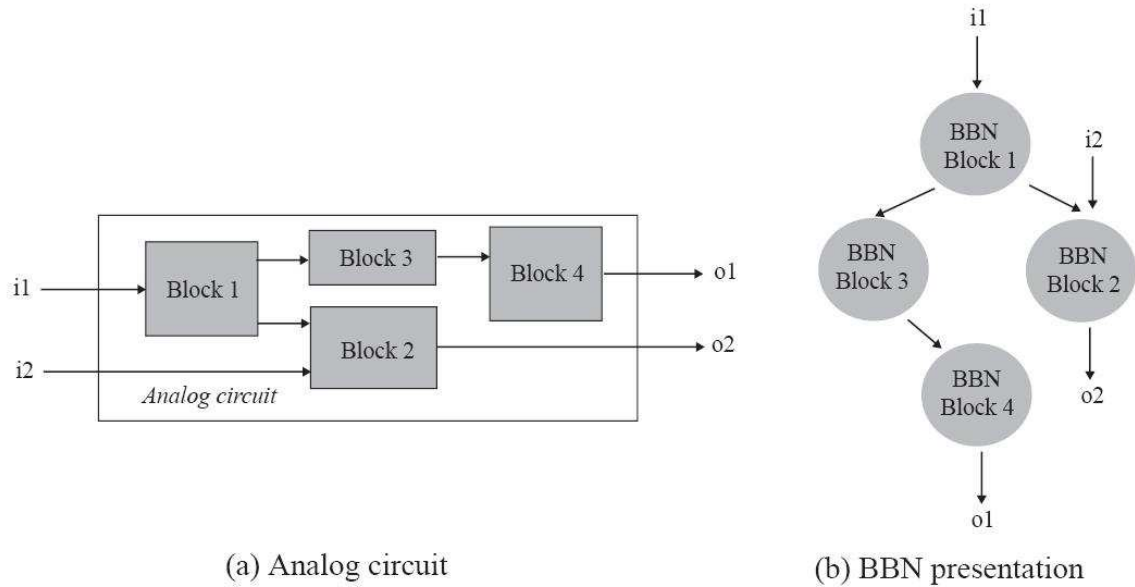 i1
i2
Block 1
Block 3
Block 2
Block 4
Analog circuit
o1
o2
(a) Analog circuit
i1
BBN
Block 1
i2
BBN
Block 3
BBN
Block 2
BBN
Block 4
o2
o1
(b) BBN presentation